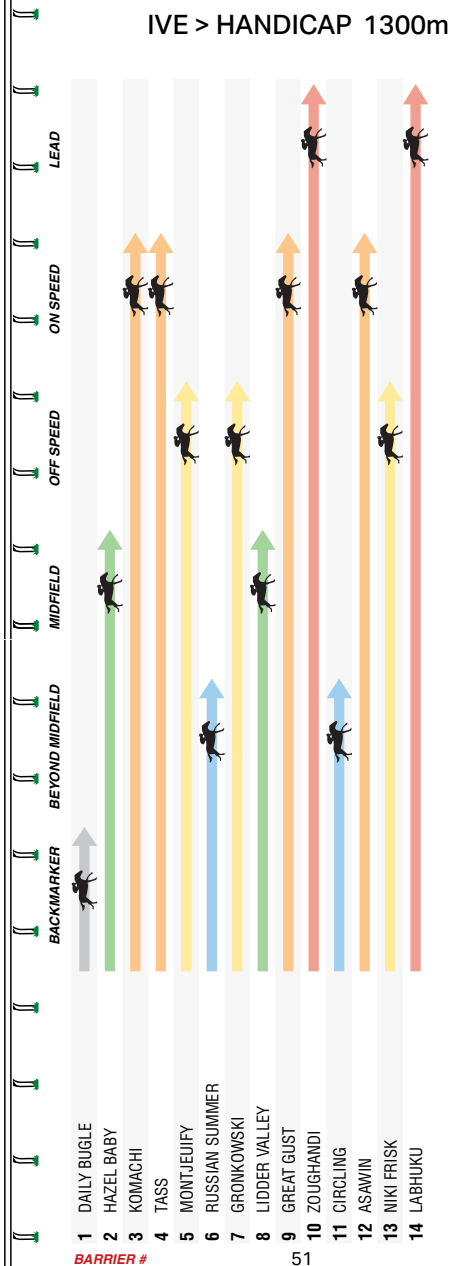 IVE > HANDICAP 1300m
LEAD
ON SPEED
OFF SPEED
MIDFIELD
BEYOND MIDFIELD
BACKMARKER
1 DAILY BUGLE
2 HAZEL BABY
3 KOMACHI
4 TASS
5 MONTJEUIFY
6 RUSSIAN SUMMER
7 GRONKOWSKI
8 LIDDER VALLEY
9 GREAT GUST
10 ZOUGHANDI
11 CIRCLING
12 ASAWIN
13 NIKI FRISK
14 LABHUKU
BARRIER #
51